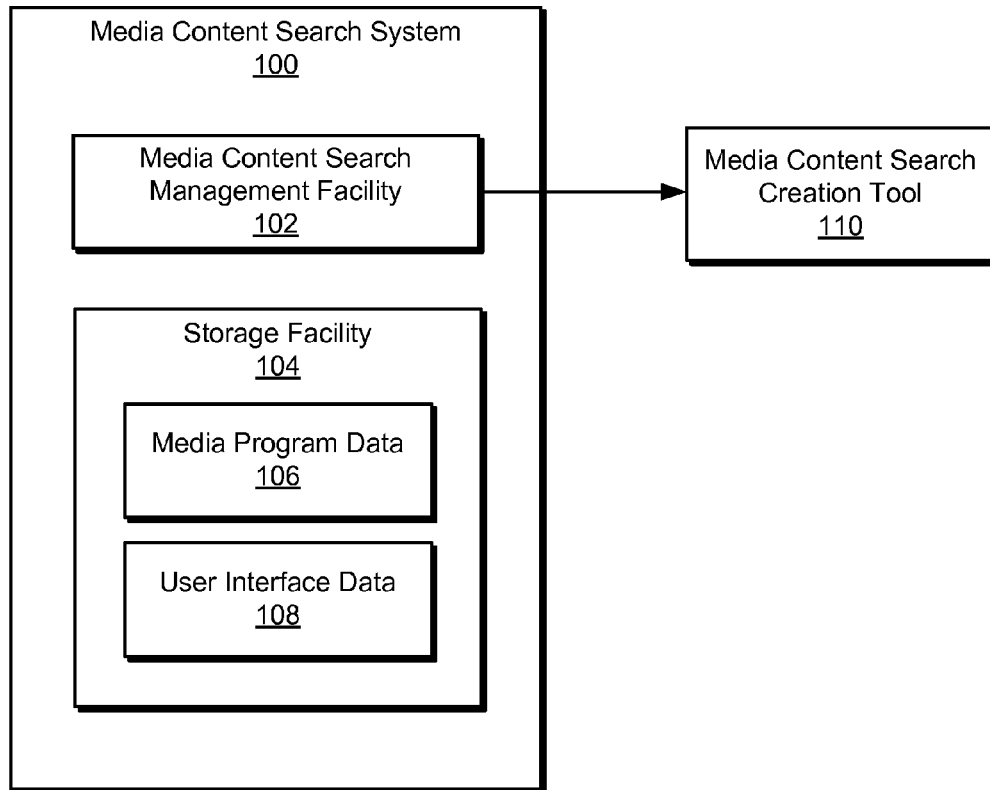 Media Content Search System
100
Media Content Search
Management Facility
102
Media Content Search
Creation Tool
110
Storage Facility
104
Media Program Data
106
User Interface Data
108